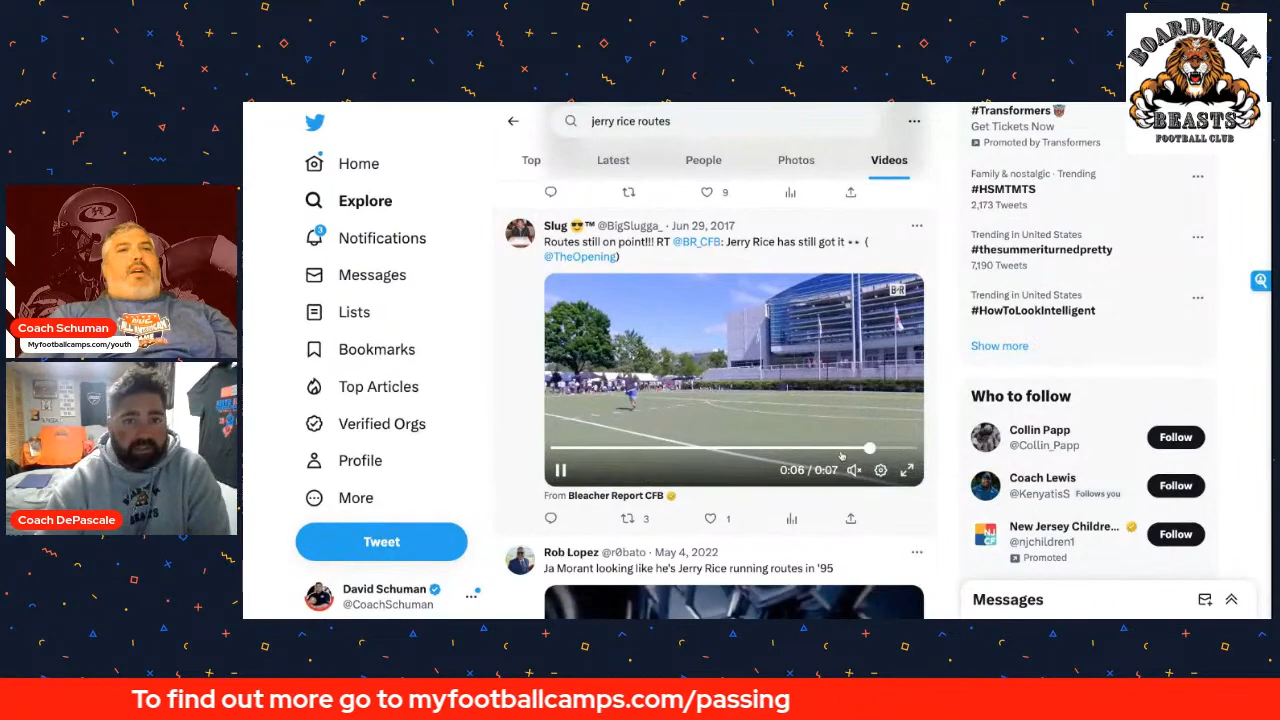 BOARDWALK
BEASTS
FOOTBALL CLUB
jerry rice routes
Top
Latest
People
Photos
Videos
Home
Explore
3
Notifications
Messages
Lists
Bookmarks
Top Articles
Verified Orgs
Profile
More
Tweet
David Schuman
@CoachSchuman
9
Slug 😎™ @BigSlugga_ · Jun 29, 2017
Routes still on point!!! RT @BR_CFB: Jerry Rice has still got it 👀 (
@TheOpening)
B/R
0:06 / 0:07
From Bleacher Report CFB
3
1
Rob Lopez @r0bato · May 4, 2022
Ja Morant looking like he's Jerry Rice running routes in '95
#Transformers
Get Tickets Now
Promoted by Transformers
Family & nostalgic · Trending
#HSMTMTS
2,173 Tweets
Trending in United States
#thesummeriturnedpretty
7,190 Tweets
Trending in United States
#HowToLookIntelligent
Show more
Who to follow
Collin Papp
@Collin_Papp
Follow
Coach Lewis
@KenyatisS Follows you
Follow
New Jersey Childre...
@njchildren1
Promoted
Follow
Messages
ALL AMERICAN
Coach Schuman
Myfootballcamps.com/youth
BEASTS
Coach DePascale
To find out more go to myfootballcamps.com/passing